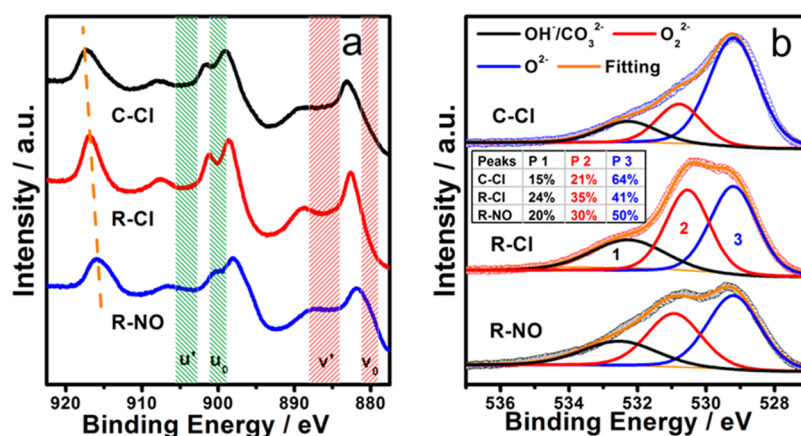 a
C-Cl
R-Cl
R-NO
u'
u₀
v'
v₀
920 910 900 890 880
Binding Energy / eV
Intensity / a.u.
b
OH⁻/CO₃²⁻ O₂²⁻
O²⁻ Fitting
C-Cl
Peaks P 1 P 2 P 3
C-Cl 15% 21% 64%
R-Cl 24% 35% 41%
R-NO 20% 30% 50%
R-Cl
1 2 3
R-NO
536 534 532 530 528
Binding Energy / eV
Intensity / a.u.